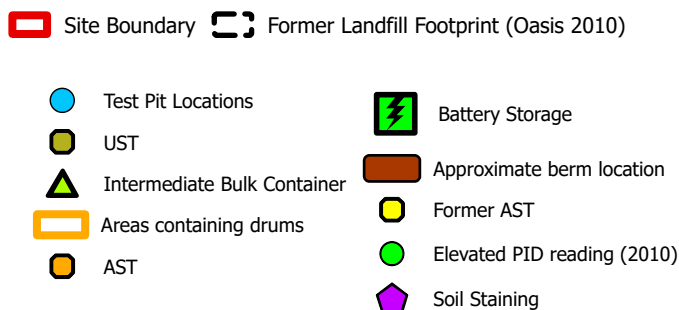 Site Boundary Former Landfill Footprint (Oasis 2010)
Test Pit Locations
UST
Intermediate Bulk Container
Areas containing drums
AST
Battery Storage
Approximate berm location
Former AST
Elevated PID reading (2010)
Soil Staining